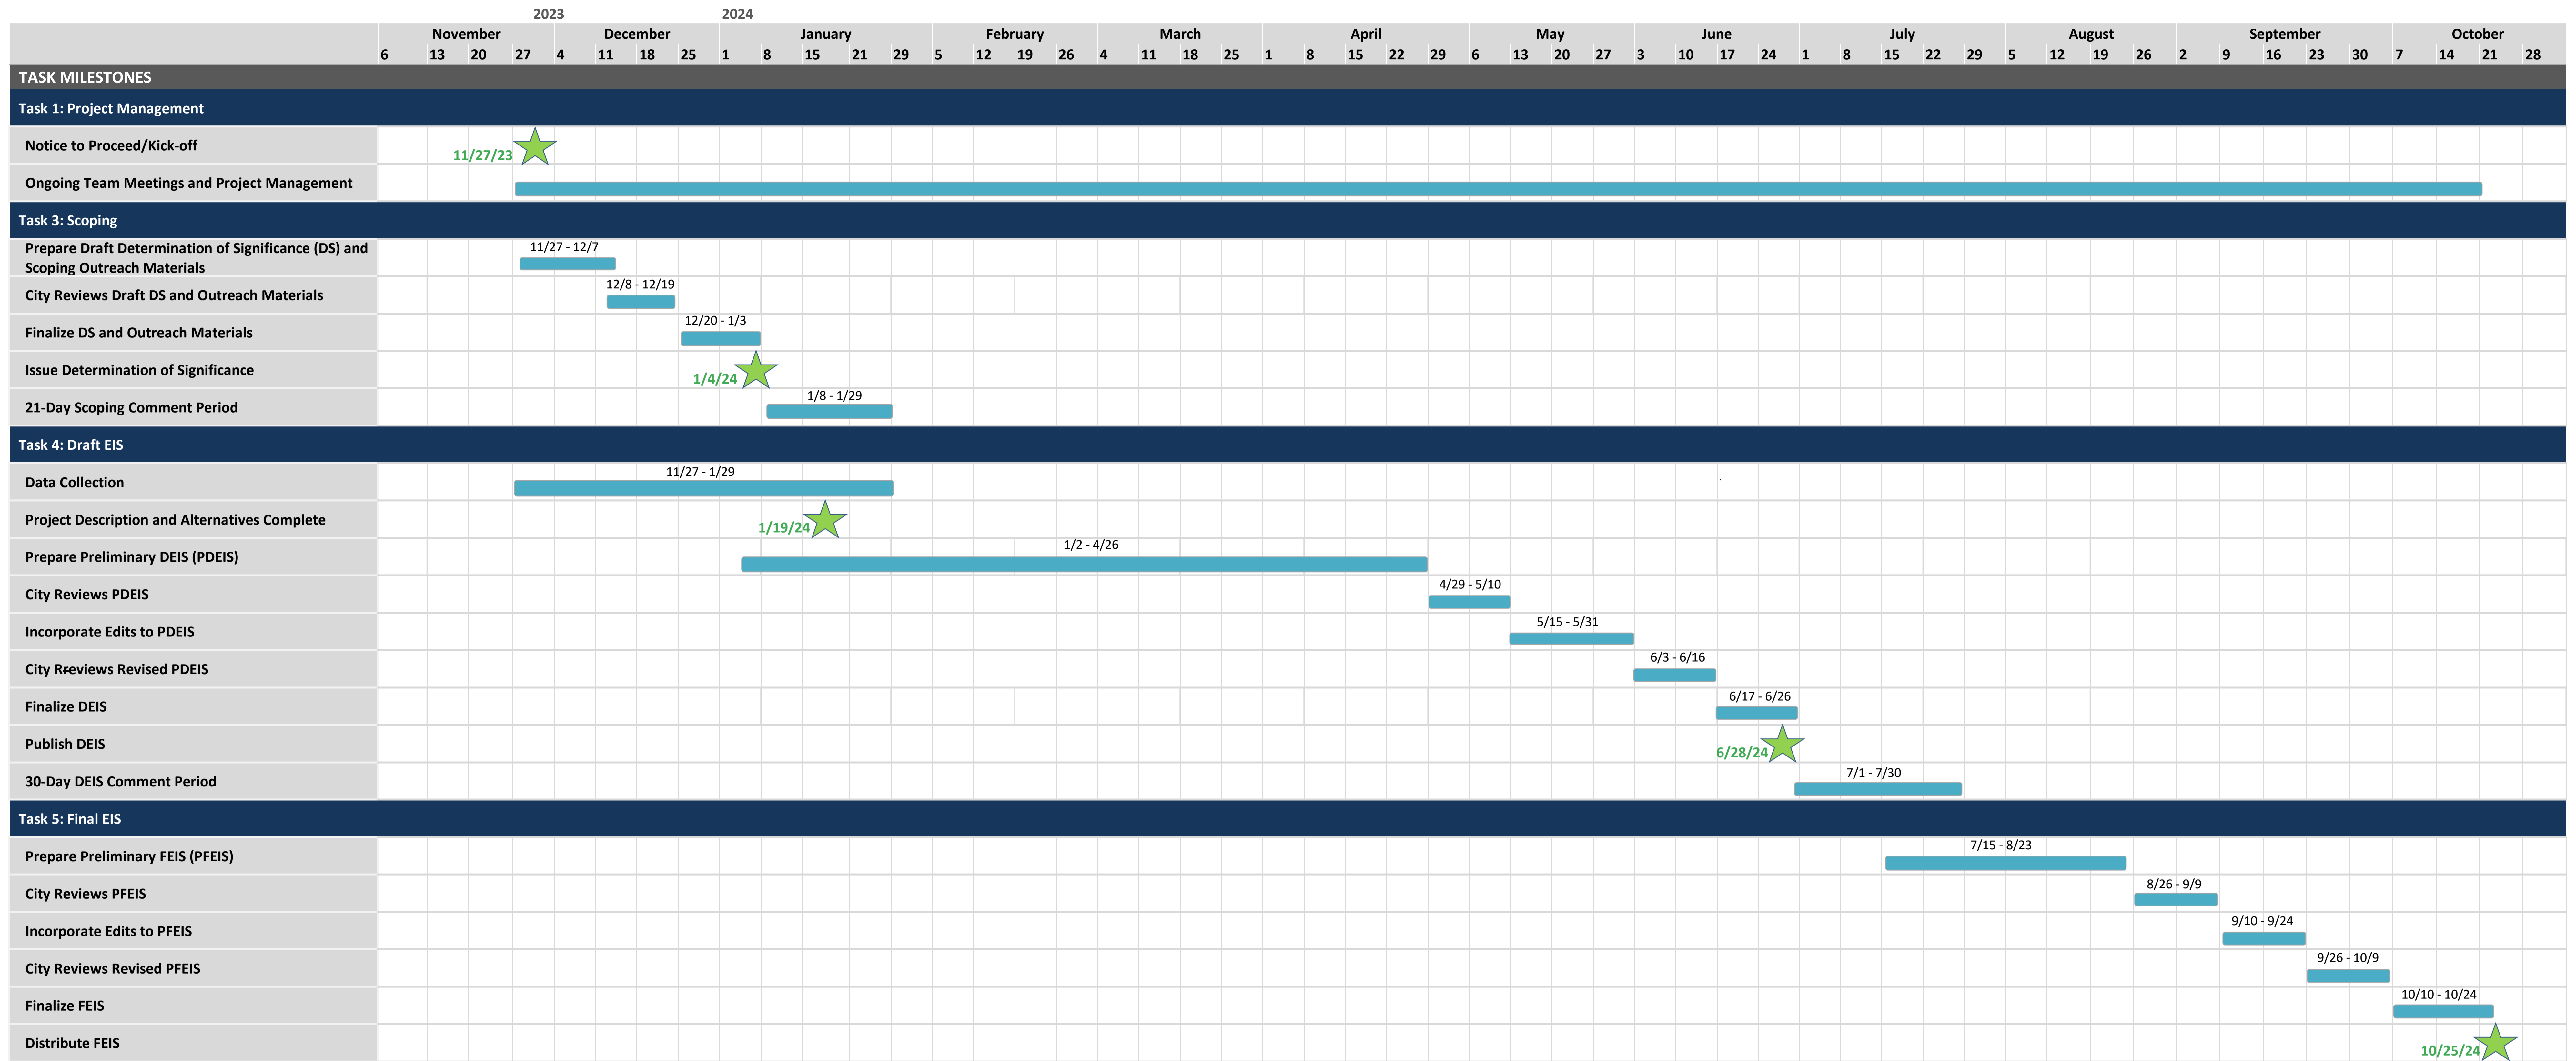 2023 2024
November December January February March April May June July August September October
6 13 20 27 4 11 18 25 1 8 15 21 29 5 12 19 26 4 11 18 25 1 8 15 22 29 6 13 20 27 3 10 17 24 1 8 15 22 29 5 12 19 26 2 9 16 23 30 7 14 21 28
TASK MILESTONES
Task 1: Project Management
Notice to Proceed/Kick-off 11/27/23
Ongoing Team Meetings and Project Management
Task 3: Scoping
Prepare Draft Determination of Significance (DS) and 11/27 - 12/7
Scoping Outreach Materials
City Reviews Draft DS and Outreach Materials 12/8 - 12/19
Finalize DS and Outreach Materials 12/20 - 1/3
Issue Determination of Significance 1/4/24
21-Day Scoping Comment Period 1/8 - 1/29
Task 4: Draft EIS
Data Collection 11/27 - 1/29
Project Description and Alternatives Complete 1/19/24
Prepare Preliminary DEIS (PDEIS) 1/2 - 4/26
City Reviews PDEIS 4/29 - 5/10
Incorporate Edits to PDEIS 5/15 - 5/31
City Rreviews Revised PDEIS 6/3 - 6/16
Finalize DEIS 6/17 - 6/26
Publish DEIS 6/28/24
30-Day DEIS Comment Period 7/1 - 7/30
Task 5: Final EIS
Prepare Preliminary FEIS (PFEIS) 7/15 - 8/23
City Reviews PFEIS 8/26 - 9/9
Incorporate Edits to PFEIS 9/10 - 9/24
City Reviews Revised PFEIS 9/26 - 10/9
Finalize FEIS 10/10 - 10/24
Distribute FEIS 10/25/24